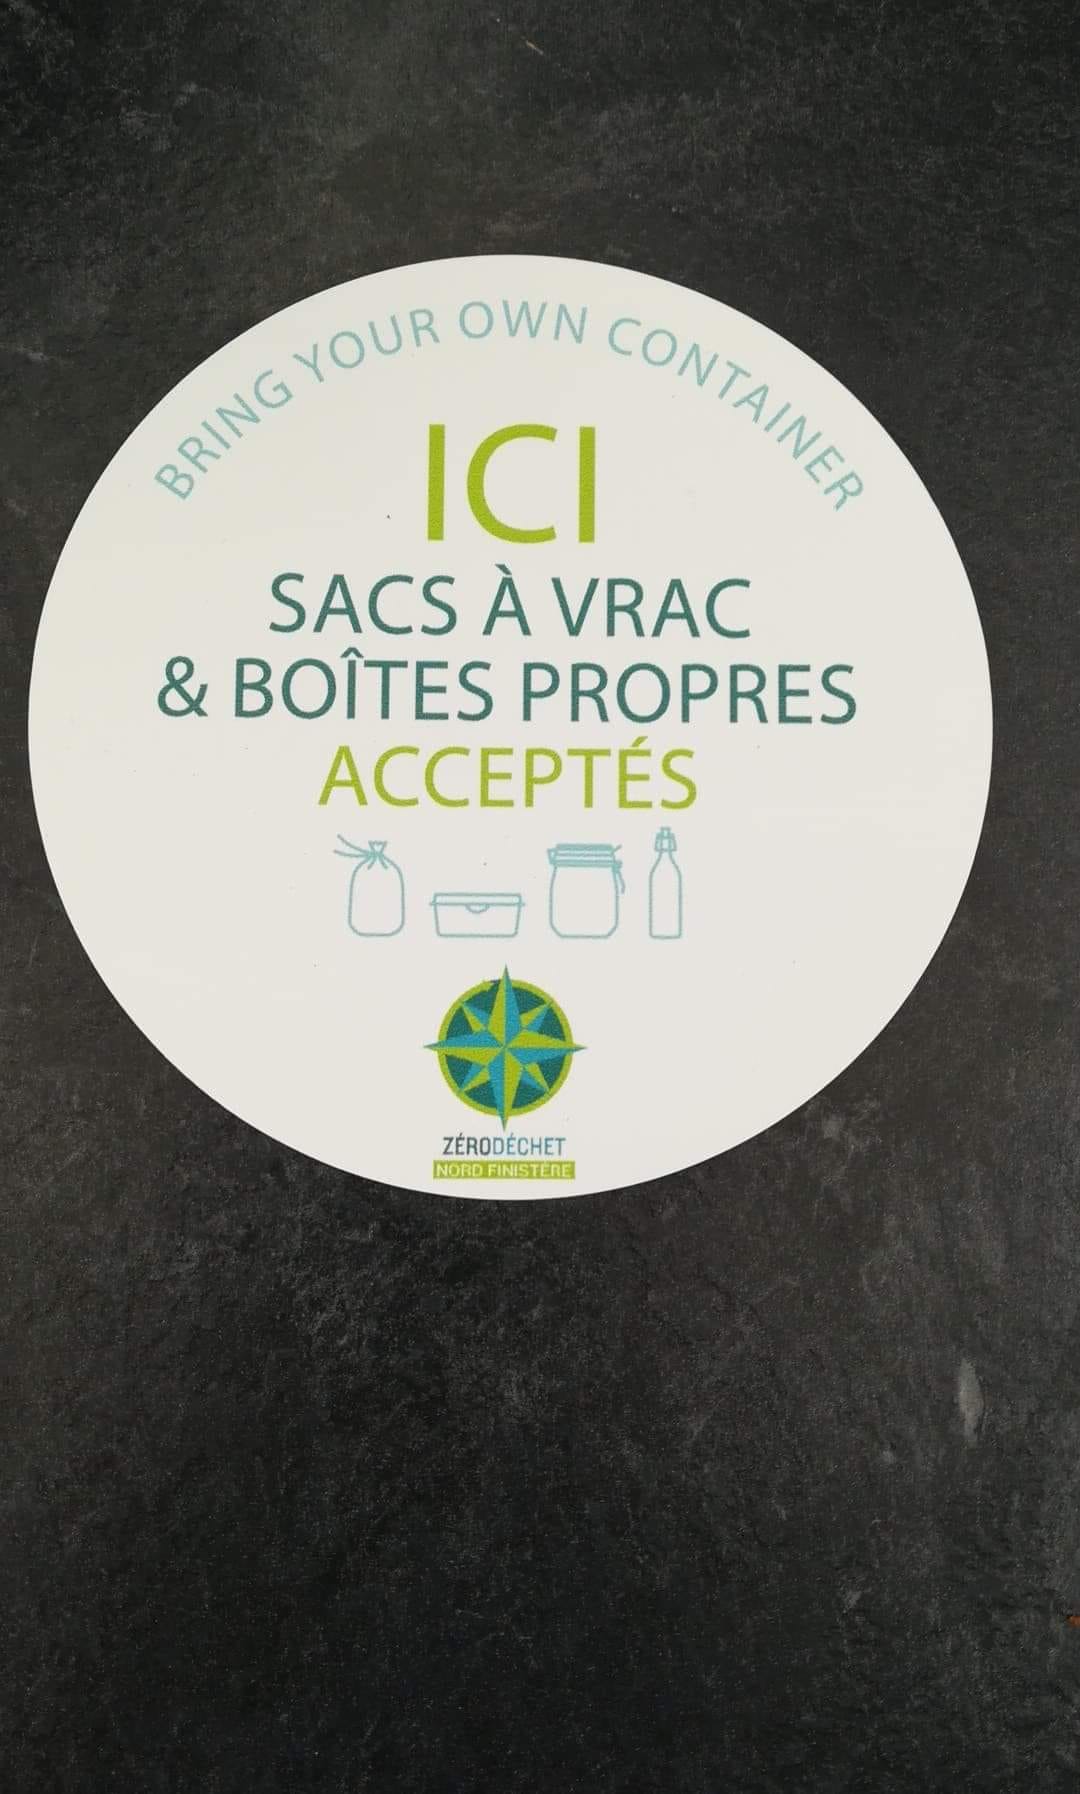 BRING YOUR OWN CONTAINER
ICI
SACS À VRAC
& BOÎTES PROPRES
ACCEPTÉS
ZÉRODÉCHET
NORD FINISTÈRE